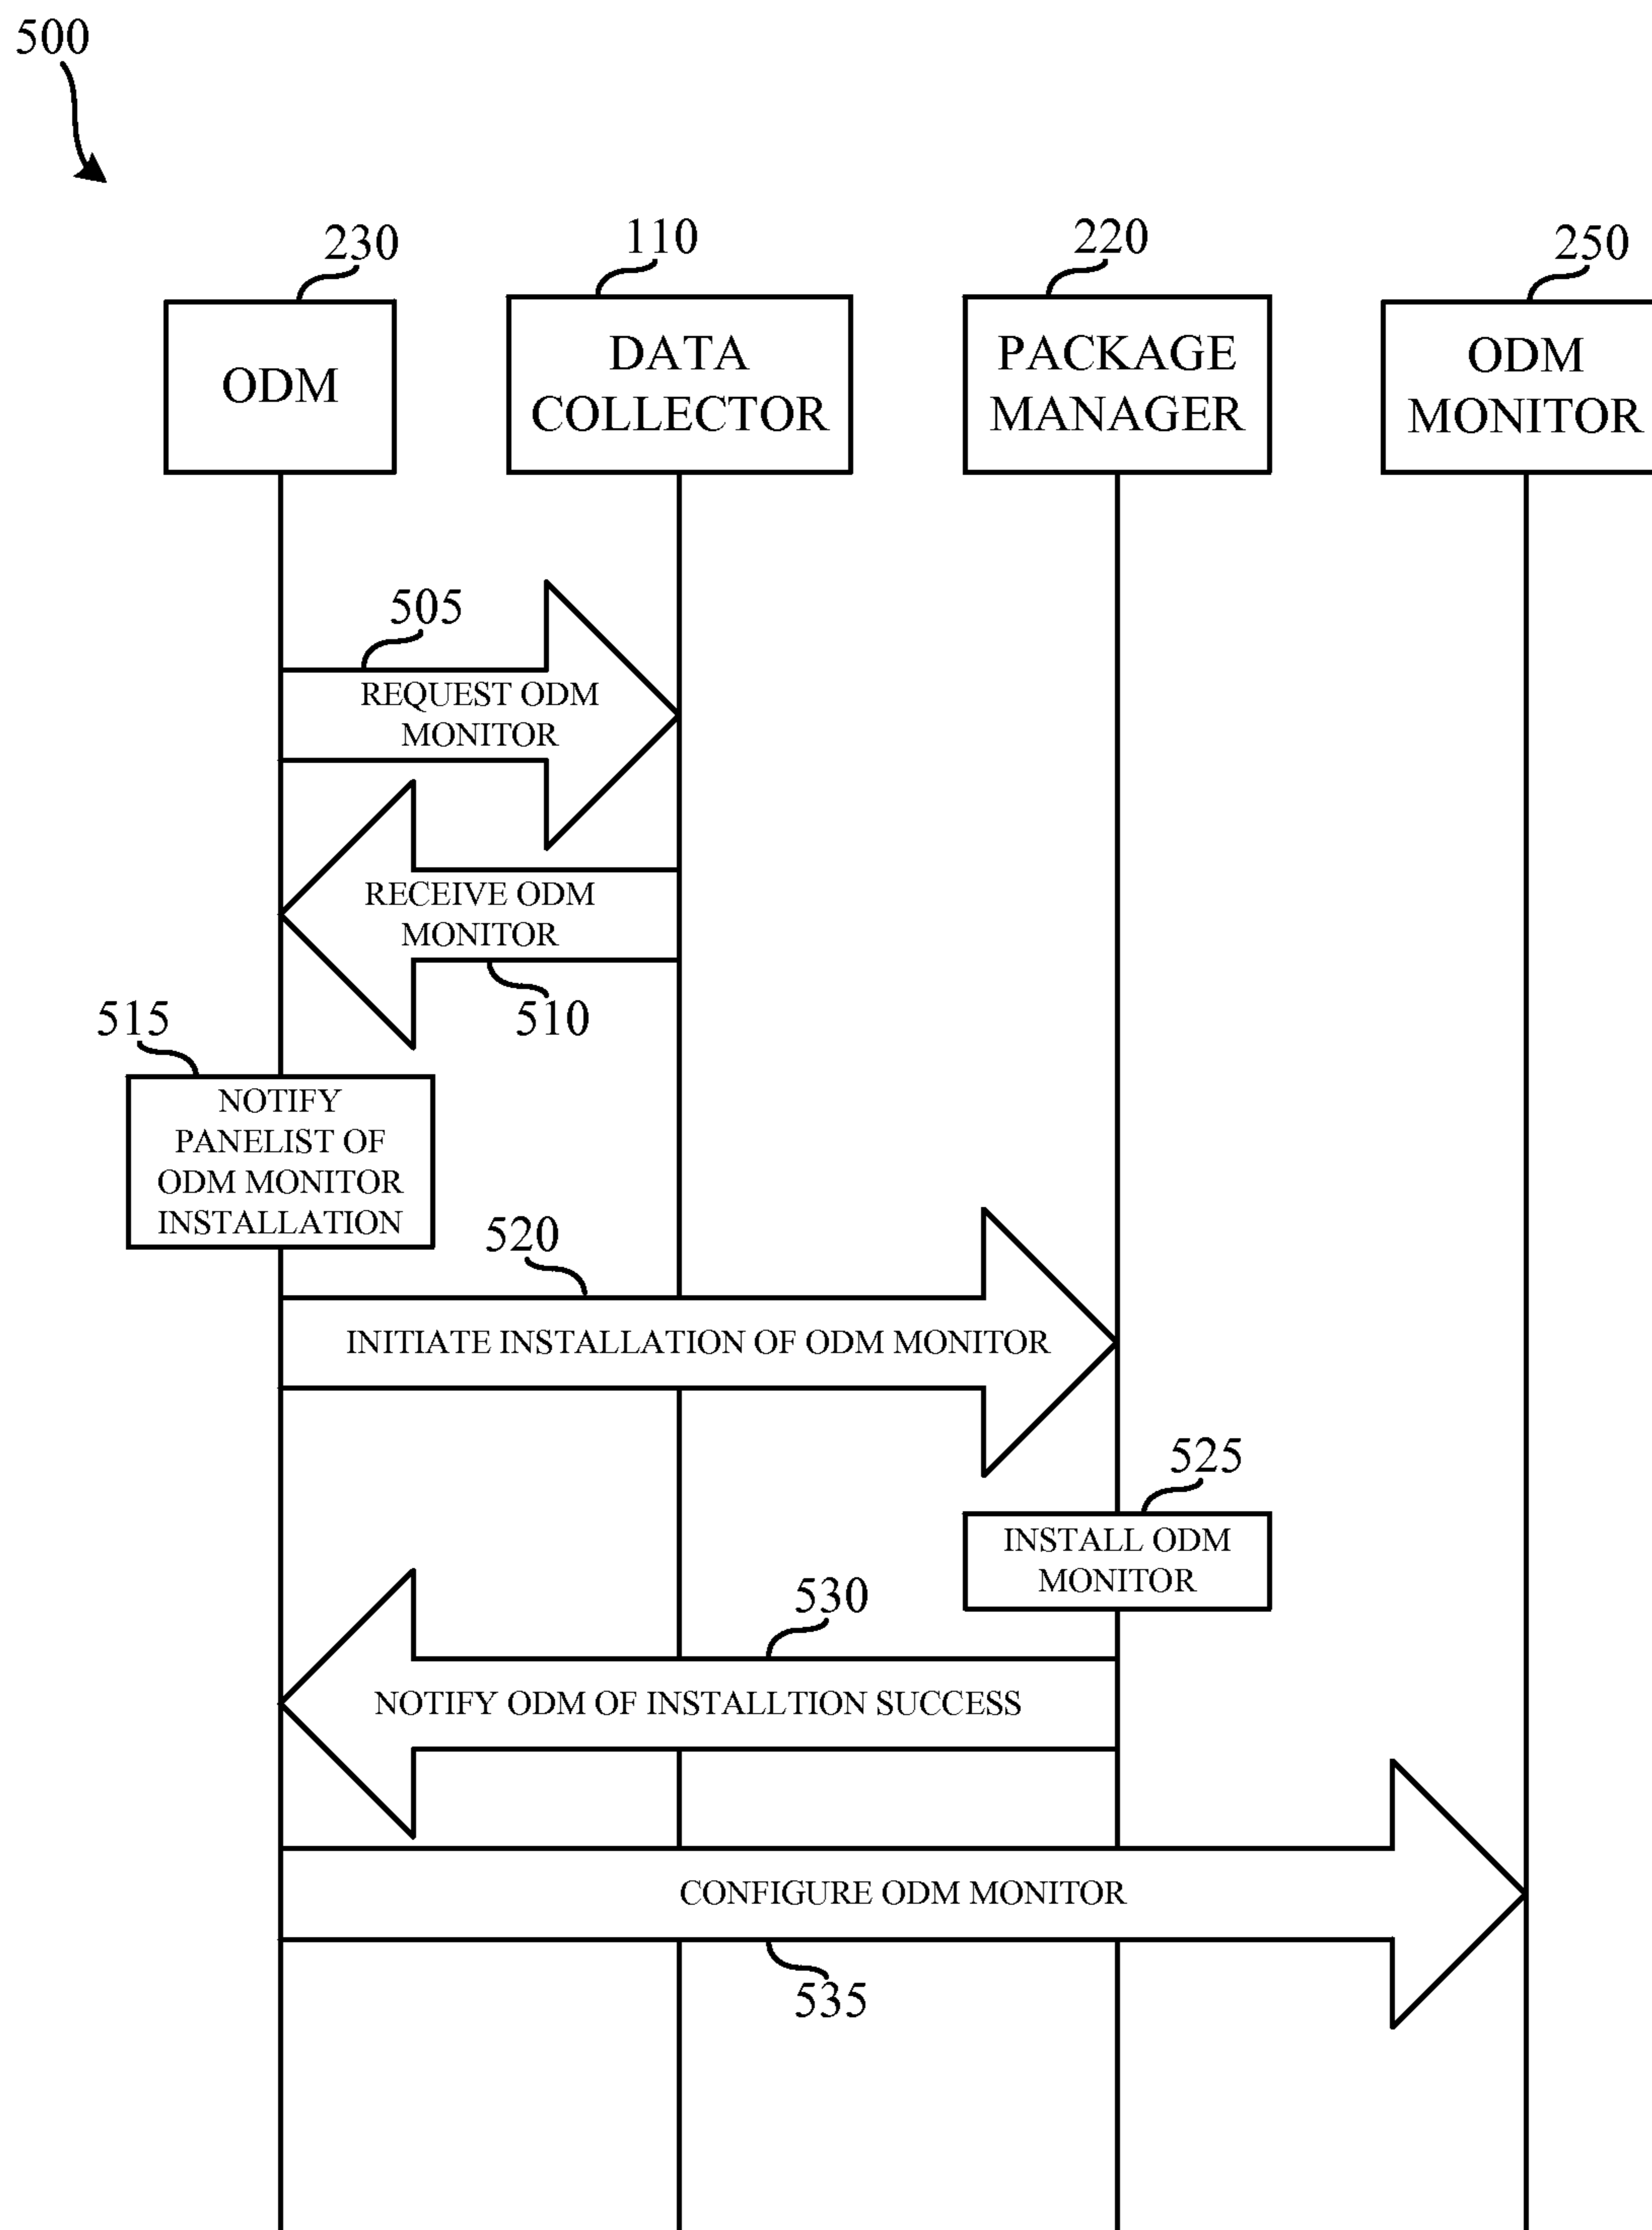 500
230
110
220
250
ODM
DATA
COLLECTOR
PACKAGE
MANAGER
ODM
MONITOR
505
REQUEST ODM
MONITOR
RECEIVE ODM
MONITOR
510
515
NOTIFY
PANELIST OF
ODM MONITOR
INSTALLATION
520
INITIATE INSTALLATION OF ODM MONITOR
525
INSTALL ODM
MONITOR
530
NOTIFY ODM OF INSTALLTION SUCCESS
CONFIGURE ODM MONITOR
535